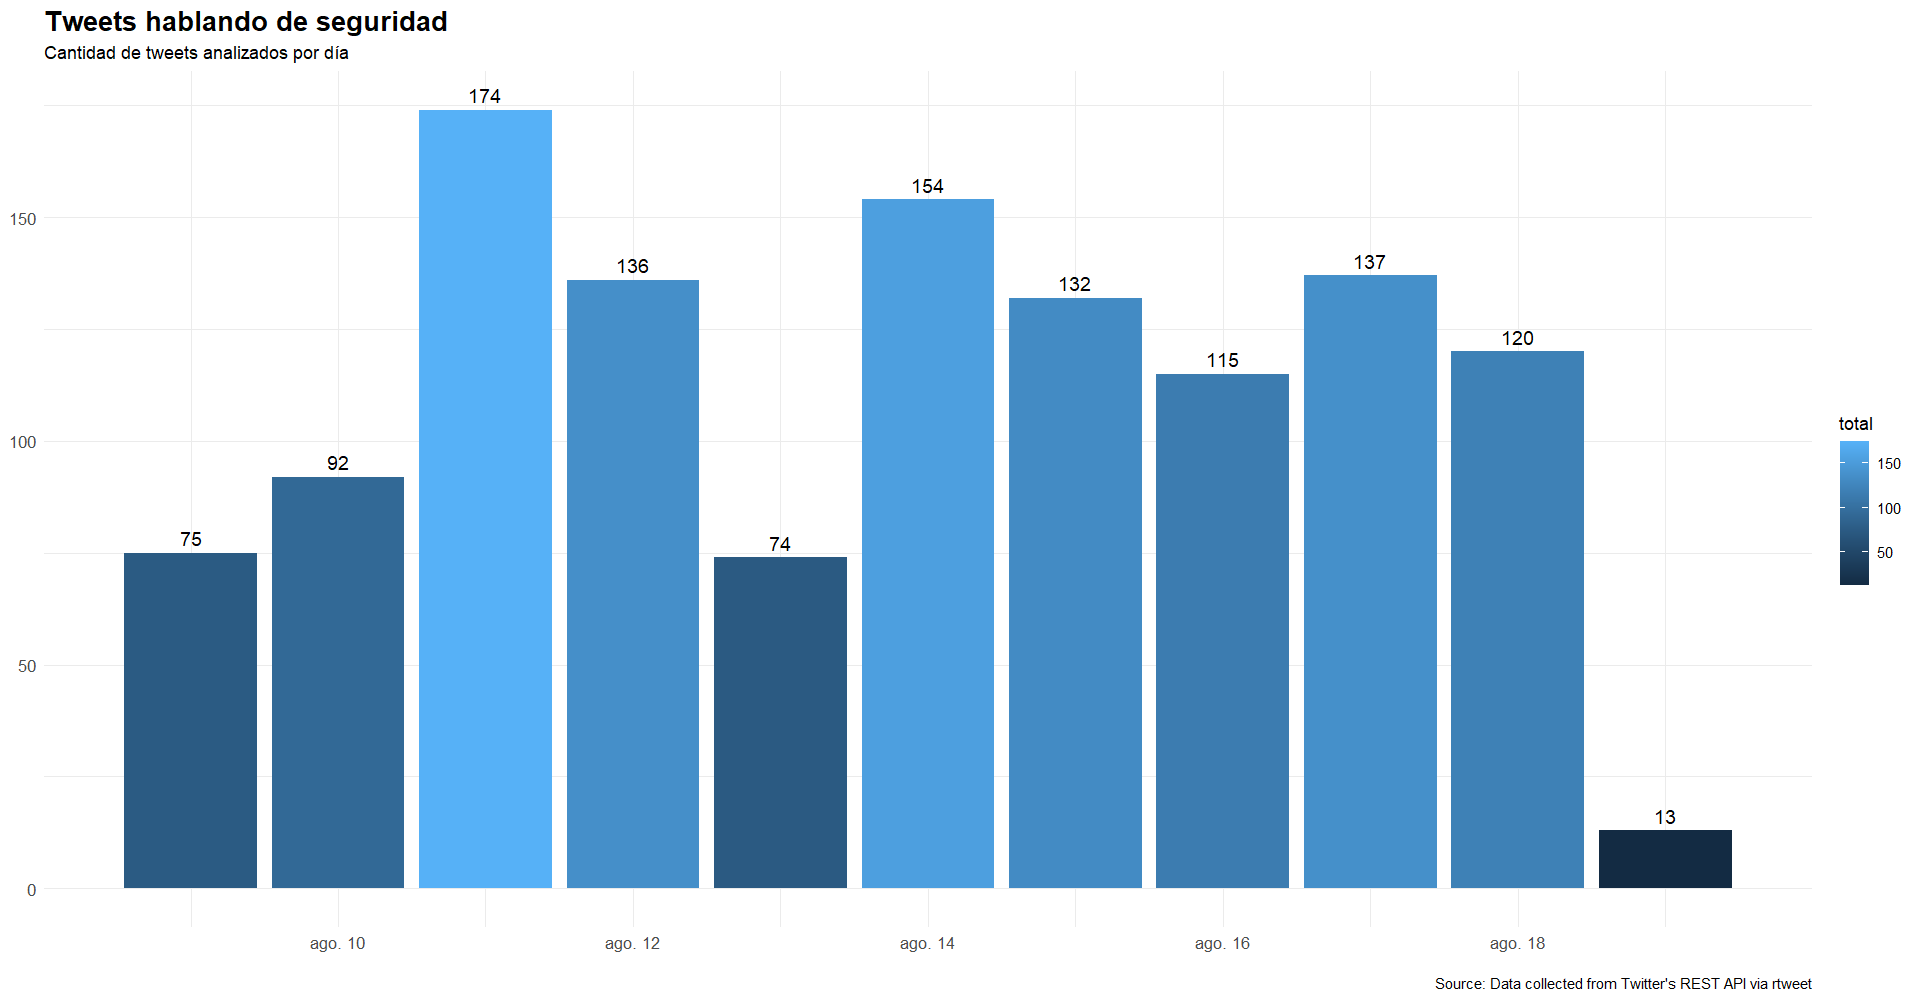 Tweets hablando de seguridad
Cantidad de tweets analizados por día
174
154
136
137
132
120
115
92
75
74
13
150
100
50
0
ago. 10
ago. 12
ago. 14
ago. 16
ago. 18
total
150
100
50
Source: Data collected from Twitter's REST API via rtweet